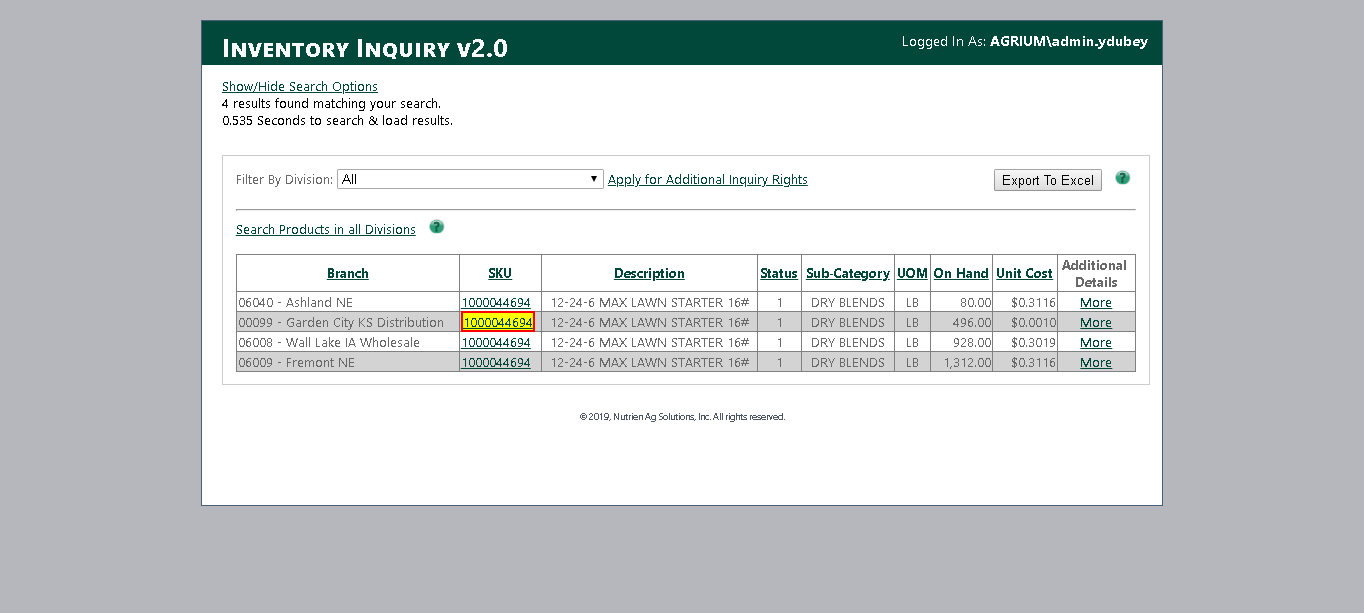 INVENTORY INQUIRY V2.0
Logged In As: AGRIUM\admin.ydubey
Show/Hide Search Options
4 results found matching your search.
0.535 Seconds to search & load results.
Filter By Division: All Apply for Additional Inquiry Rights Export To Excel ?
Search Products in all Divisions ?
Branch SKU Description Status Sub-Category UOM On Hand Unit Cost Additional Details
06040 - Ashland NE 1000044694 12-24-6 MAX LAWN STARTER 16# 1 DRY BLENDS LB 80.00 $0.3116 More
00099 - Garden City KS Distribution 1000044694 12-24-6 MAX LAWN STARTER 16# 1 DRY BLENDS LB 496.00 $0.0010 More
06008 - Wall Lake IA Wholesale 1000044694 12-24-6 MAX LAWN STARTER 16# 1 DRY BLENDS LB 928.00 $0.3019 More
06009 - Fremont NE 1000044694 12-24-6 MAX LAWN STARTER 16# 1 DRY BLENDS LB 1,312.00 $0.3116 More
© 2019, Nutrien Ag Solutions, Inc. All rights reserved.